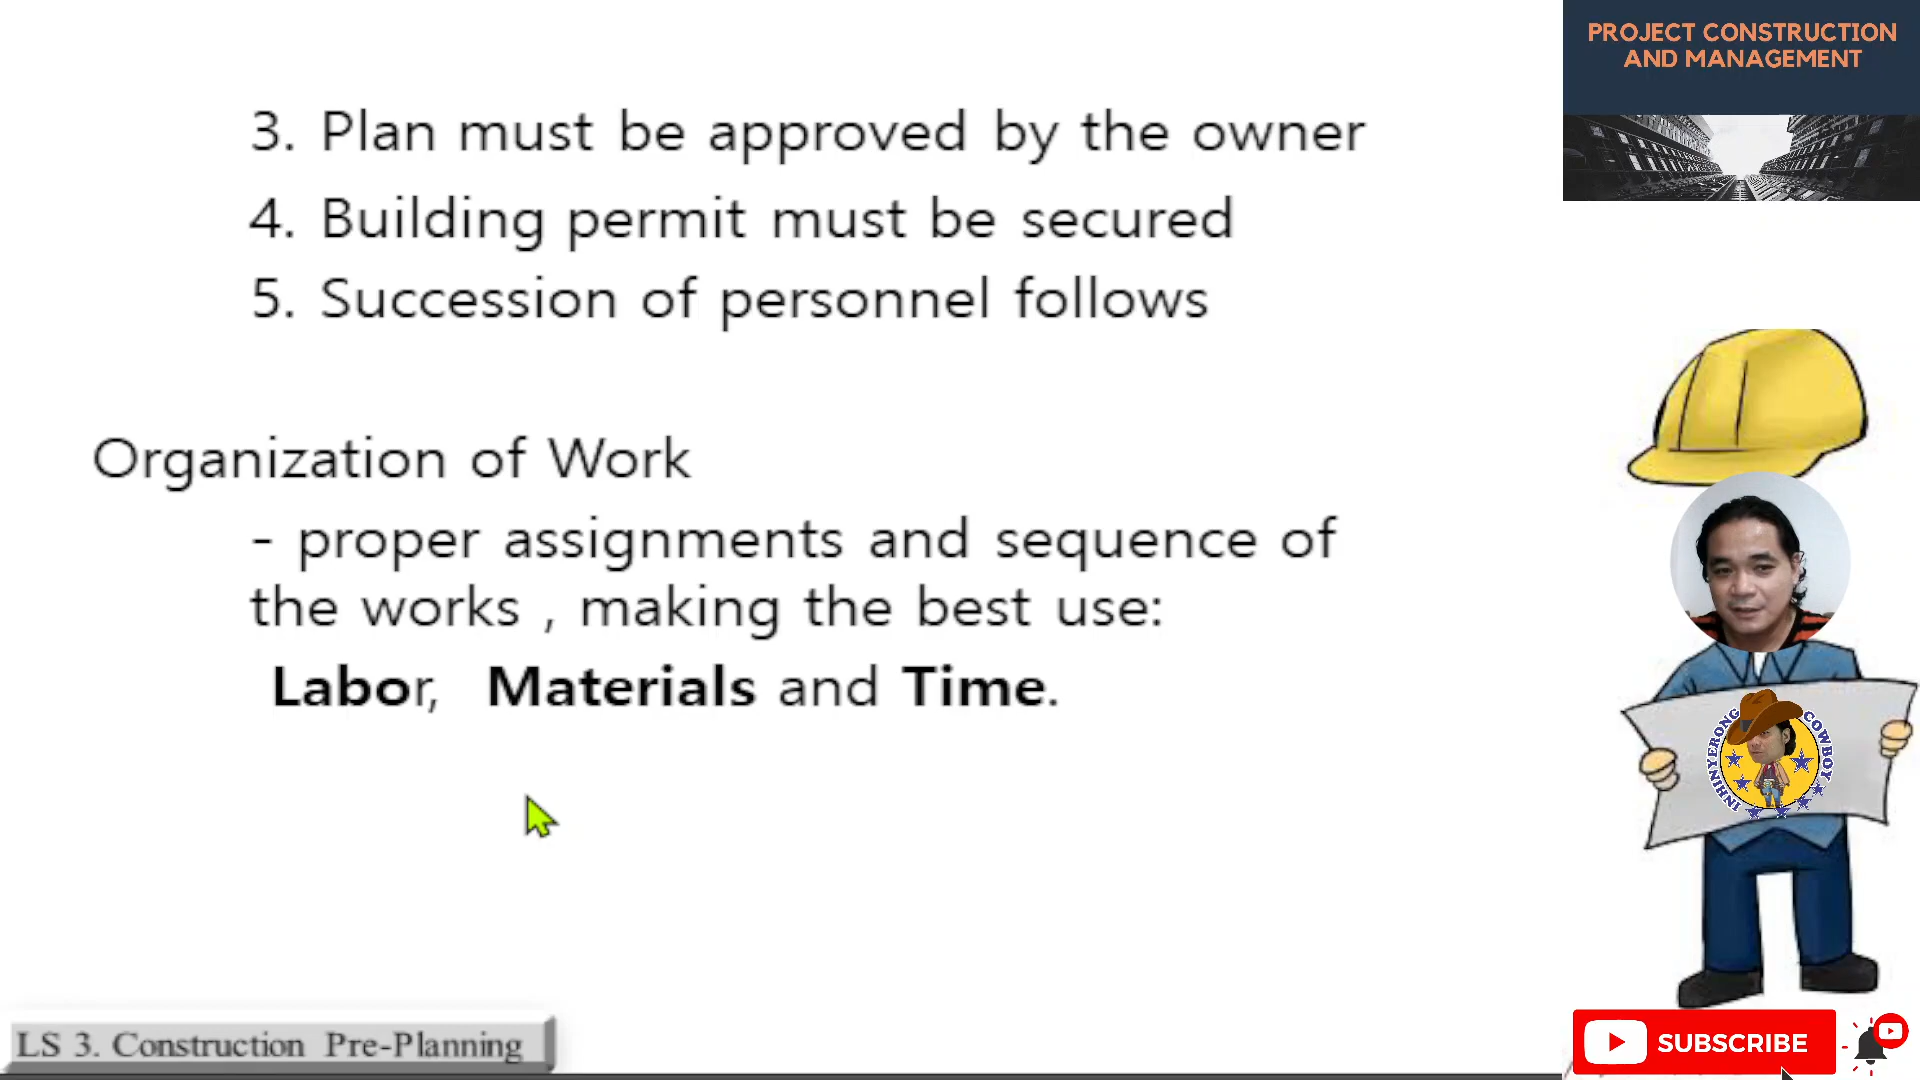 PROJECT CONSTRUCTION
AND MANAGEMENT
3. Plan must be approved by the owner
4. Building permit must be secured
5. Succession of personnel follows
Organization of Work
- proper assignments and sequence of
the works , making the best use:
Labor, Materials and Time.
INHINYERONG COWBOY
LS 3. Construction Pre-Planning
SUBSCRIBE